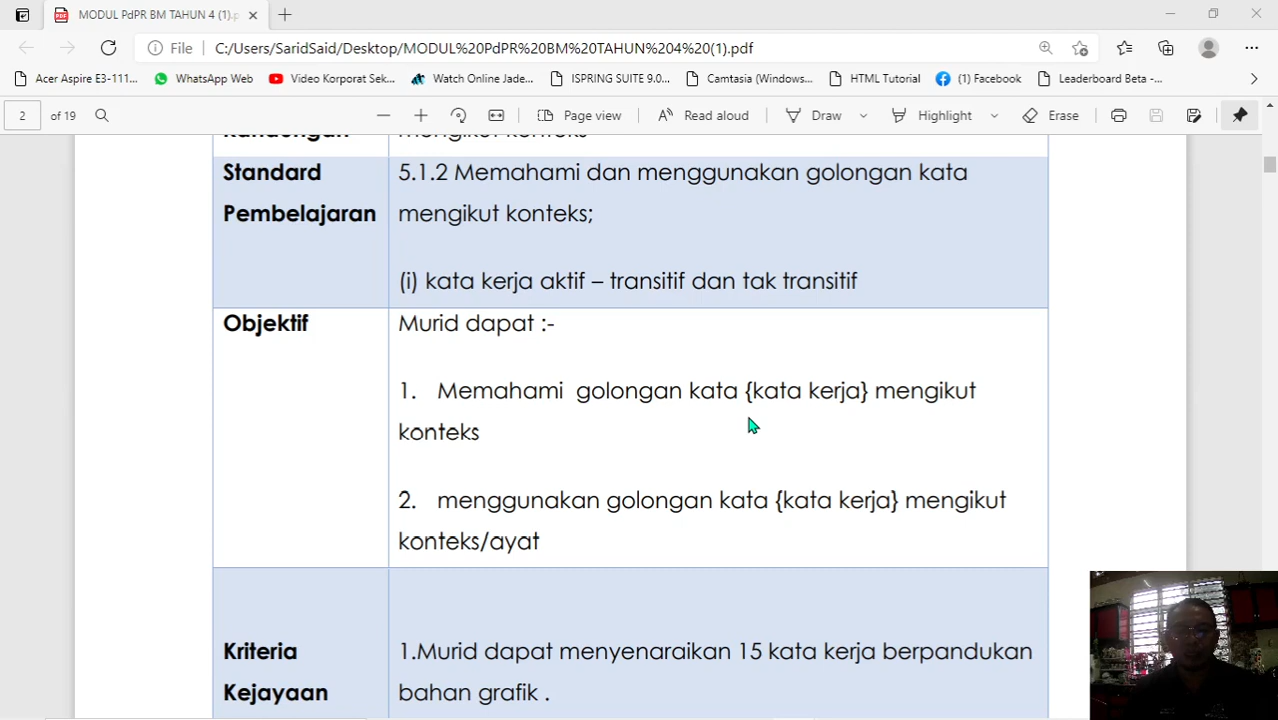 MODUL PdPR BM TAHUN 4 (1).p
File C:/Users/SaridSaid/Desktop/MODUL%20PdPR%20BM%20TAHUN%204%20(1).pdf
Acer Aspire E3-111... WhatsApp Web Video Korporat Sek... Watch Online Jade... ISPRING SUITE 9.0... Camtasia (Windows... HTML Tutorial (1) Facebook Leaderboard Beta -...
2 of 19 Page view Read aloud Draw Highlight Erase
Kandungan mengikut konteks
Standard 5.1.2 Memahami dan menggunakan golongan kata
Pembelajaran mengikut konteks;
(i) kata kerja aktif – transitif dan tak transitif
Objektif Murid dapat :-
1. Memahami golongan kata {kata kerja} mengikut
konteks
2. menggunakan golongan kata {kata kerja} mengikut
konteks/ayat
Kriteria 1.Murid dapat menyenaraikan 15 kata kerja berpandukan
Kejayaan bahan grafik .